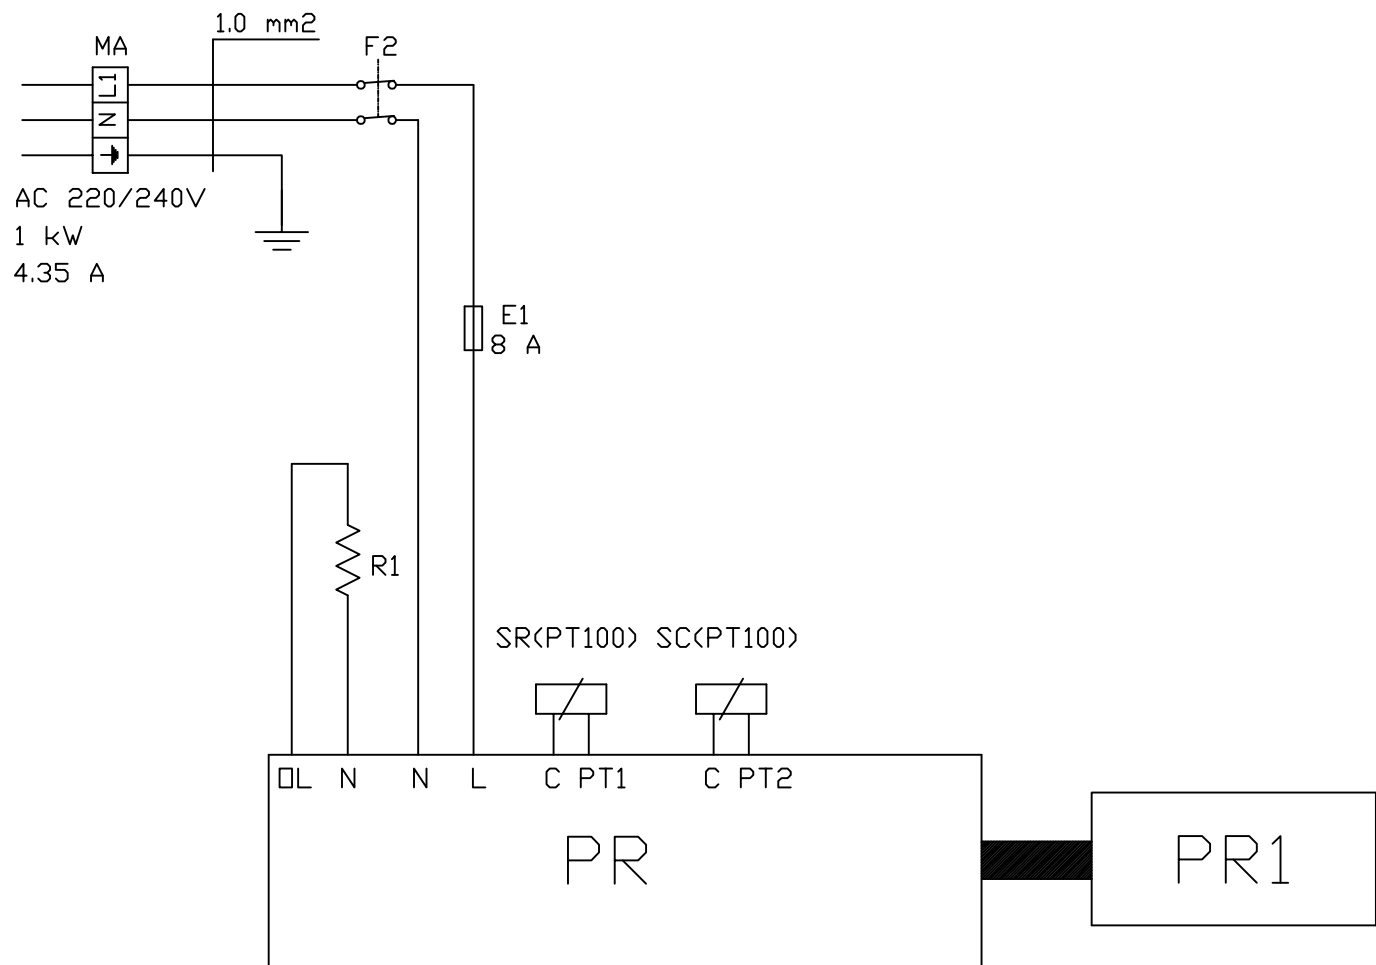 1.0 mm2
MA
F2
L1
N
AC 220/240V
1 kW
4.35 A
E1
8 A
R1
SR(PT100) SC(PT100)
OL N N L C PT1 C PT2
PR
PR1